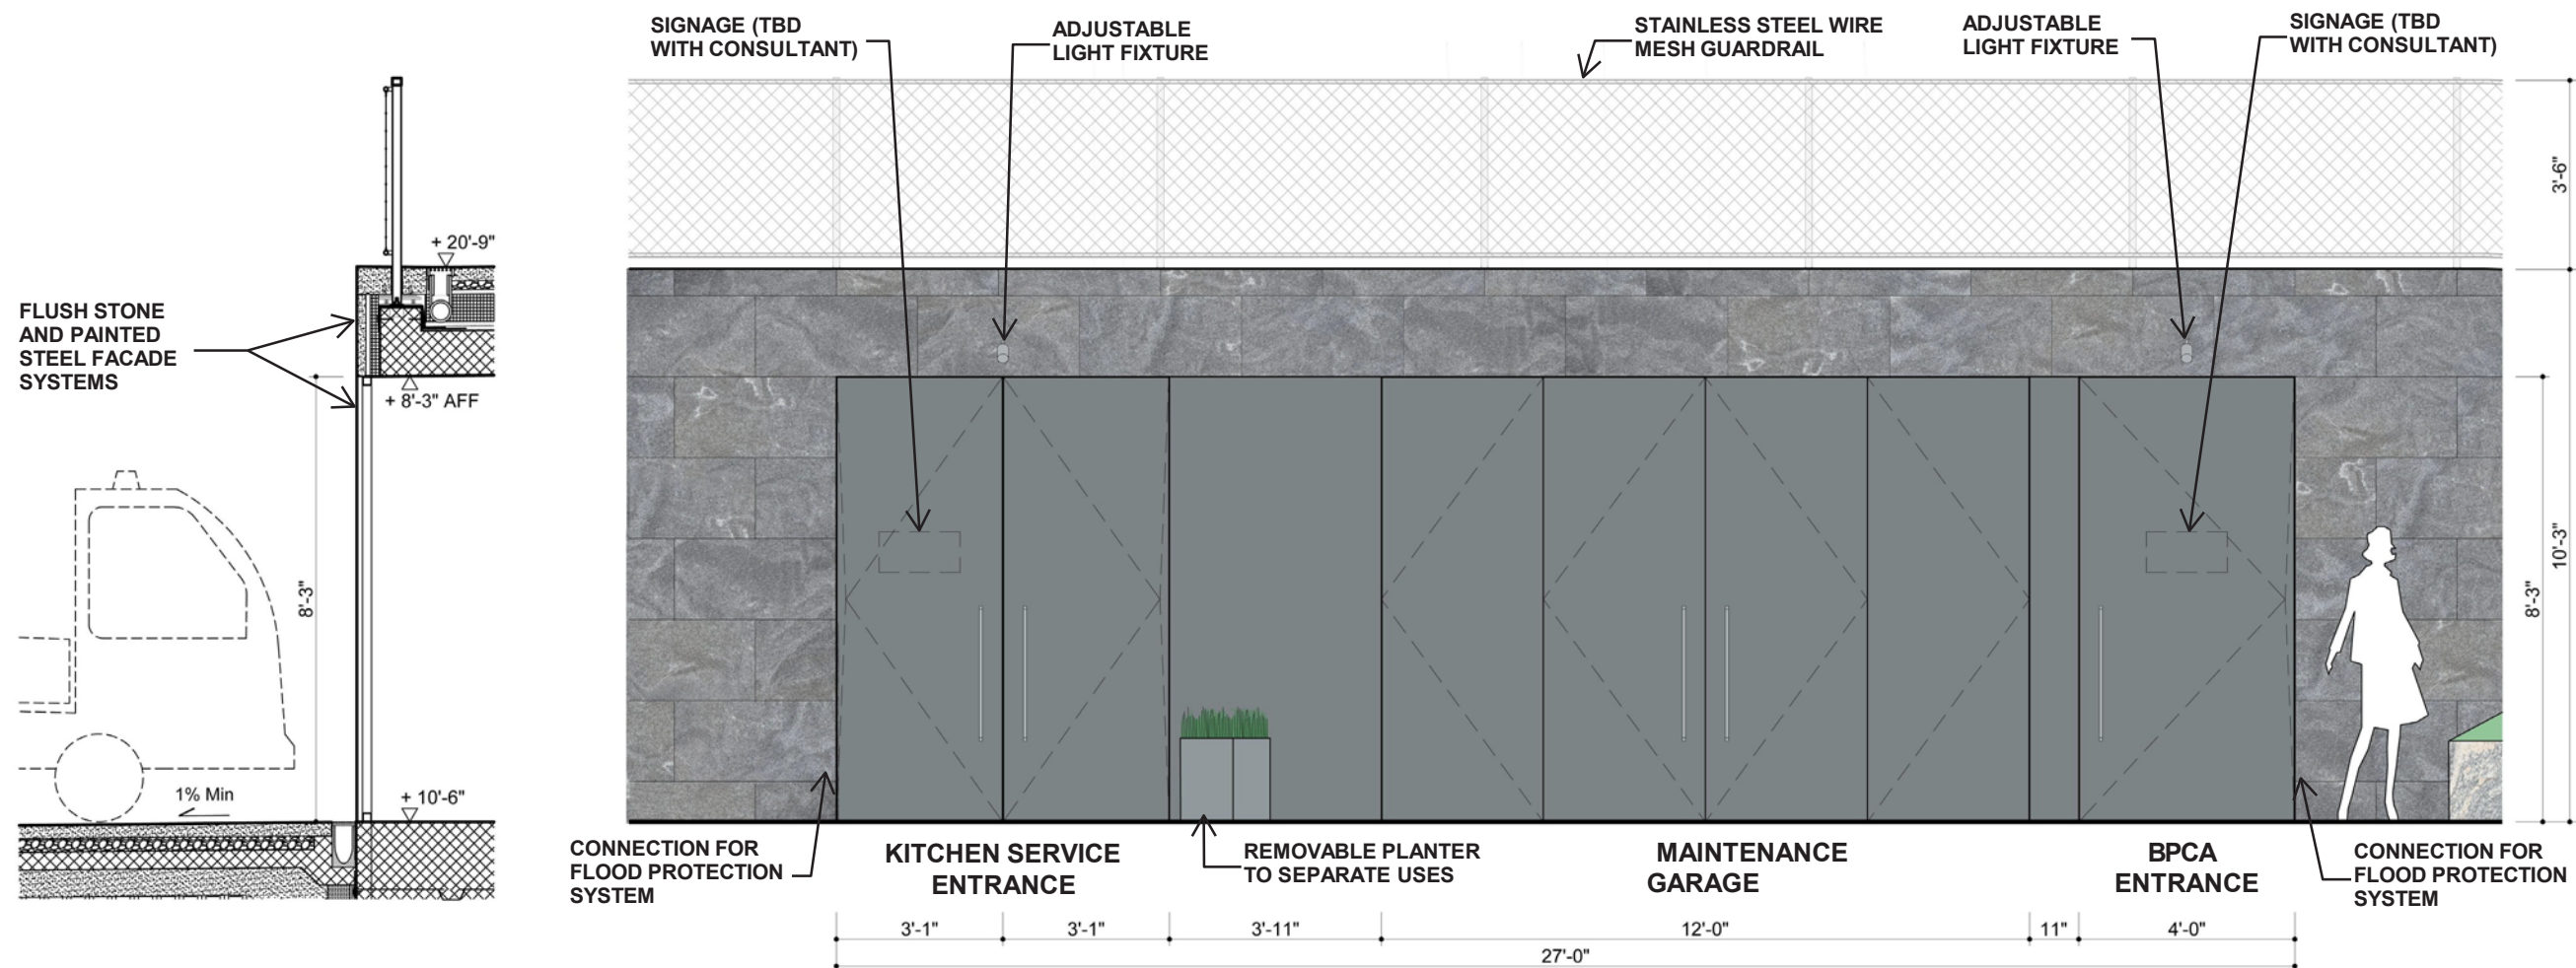 SIGNAGE (TBD
WITH CONSULTANT)
ADJUSTABLE
LIGHT FIXTURE
STAINLESS STEEL WIRE
MESH GUARDRAIL
ADJUSTABLE
LIGHT FIXTURE
SIGNAGE (TBD
WITH CONSULTANT)
3'-6"
+ 20'-9"
FLUSH STONE
AND PAINTED
STEEL FACADE
SYSTEMS
+ 8'-3" AFF
8'-3"
10'-3"
8'-3"
1% Min
+ 10'-6"
CONNECTION FOR
FLOOD PROTECTION
SYSTEM
KITCHEN SERVICE
ENTRANCE
REMOVABLE PLANTER
TO SEPARATE USES
MAINTENANCE
GARAGE
BPCA
ENTRANCE
CONNECTION FOR
FLOOD PROTECTION
SYSTEM
3'-1"
3'-1"
3'-11"
12'-0"
11"
4'-0"
27'-0"